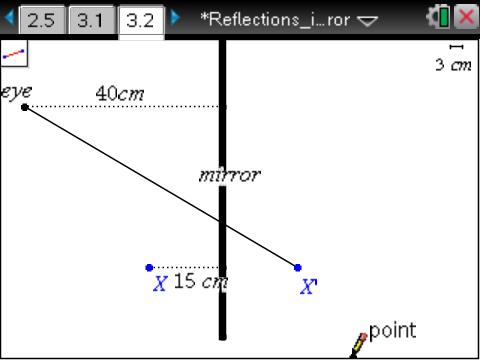 2.5 3.1 3.2 *Reflections_i...ror
3 cm
eye
40cm
mirror
X 15 cm X'
point